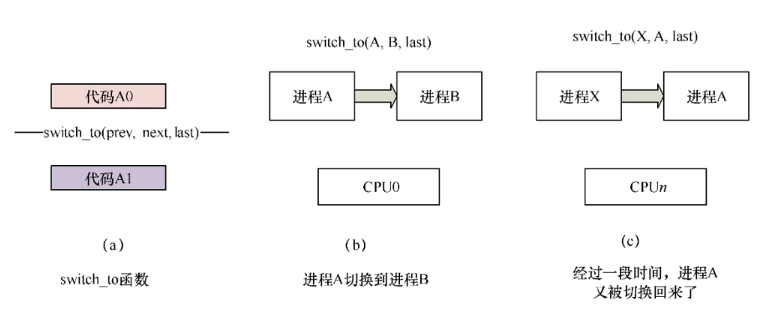 代码A0
switch_to(prev, next, last)
代码A1
(a)
switch_to函数
switch_to(A, B, last)
进程A
进程B
CPU0
(b)
进程A切换到进程B
switch_to(X, A, last)
进程X
进程A
CPUn
(c)
经过一段时间，进程A
又被切换回来了